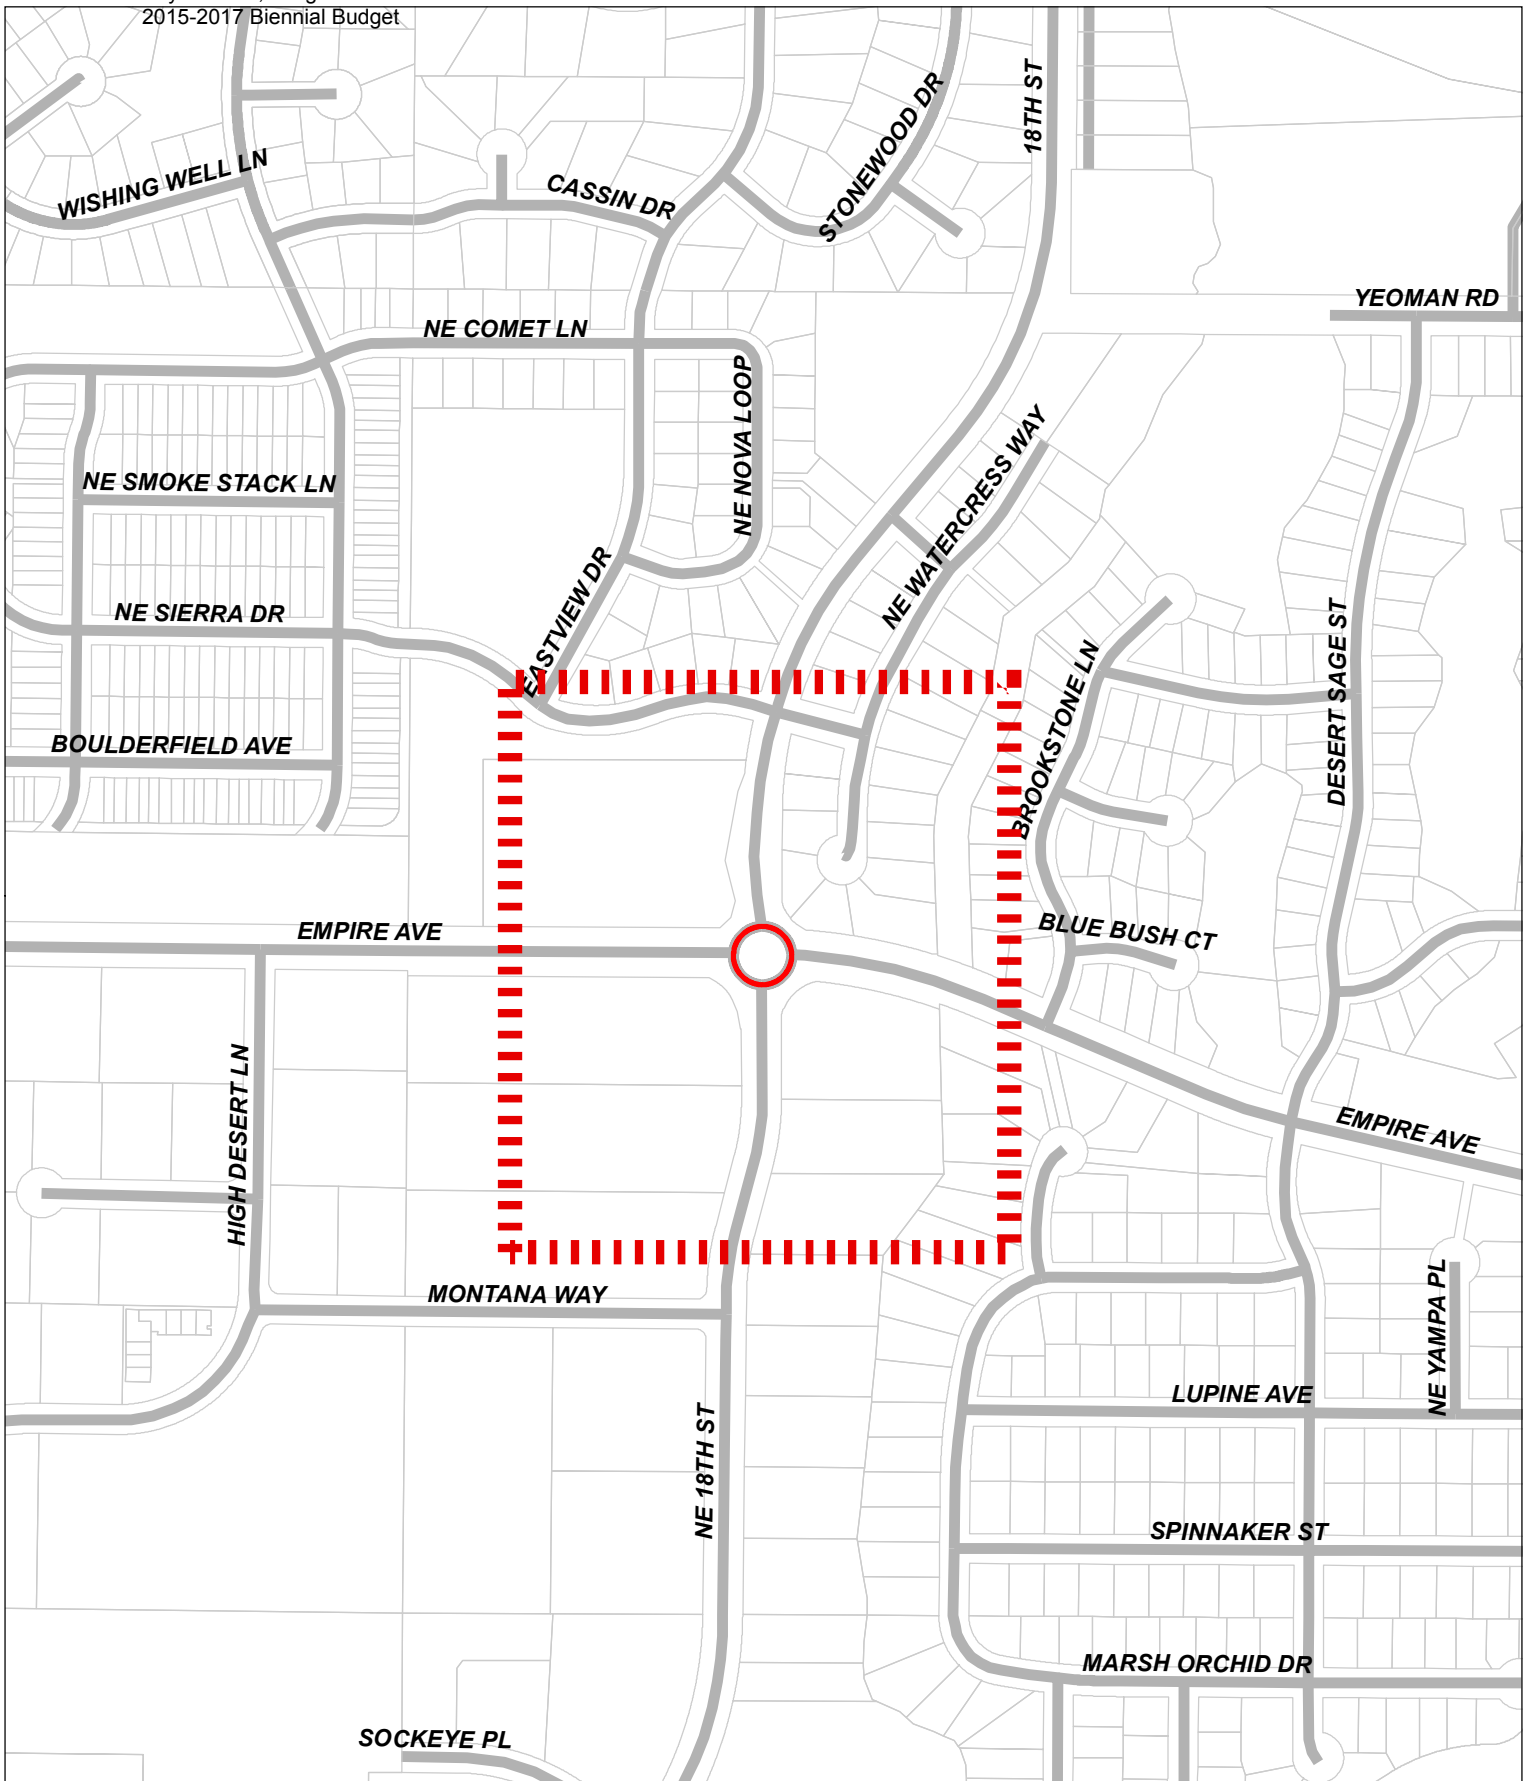 2015-2017 Biennial Budget
STONEWOOD DR
18TH ST
WISHING WELL LN
CASSIN DR
YEOMAN RD
NE COMET LN
NE NOVA LOOP
NE WATERCRESS WAY
NE SMOKE STACK LN
NE SIERRA DR
EASTVIEW DR
DESERT SAGE ST
BROOKSTONE LN
BOULDERFIELD AVE
EMPIRE AVE
BLUE BUSH CT
HIGH DESERT LN
EMPIRE AVE
MONTANA WAY
NE YAMPA PL
LUPINE AVE
NE 18TH ST
SPINNAKER ST
MARSH ORCHID DR
SOCKEYE PL